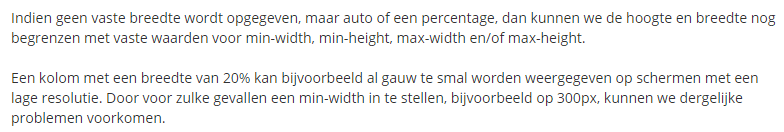 Indien geen vaste breedte wordt opgegeven, maar auto of een percentage, dan kunnen we de hoogte en breedte nog
begrenzen met vaste waarden voor min-width, min-height, max-width en/of max-height.
Een kolom met een breedte van 20% kan bijvoorbeeld al gauw te smal worden weergegeven op schermen met een
lage resolutie. Door voor zulke gevallen een min-width in te stellen, bijvoorbeeld op 300px, kunnen we dergelijke
problemen voorkomen.